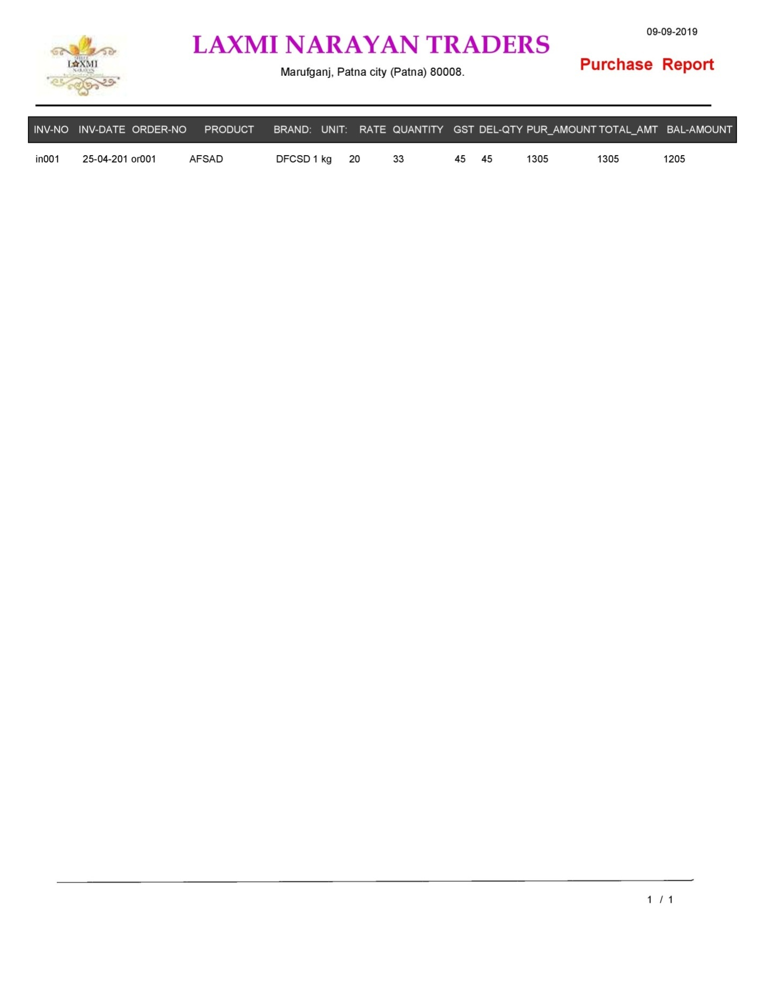 09-09-2019
LAXMI NARAYAN TRADERS
Purchase Report
Marufganj, Patna city (Patna) 80008.
SHREE
LAXMI
NARAYAN
INV-NO INV-DATE ORDER-NO PRODUCT BRAND: UNIT: RATE QUANTITY GST DEL-QTY PUR_AMOUNT TOTAL_AMT BAL-AMOUNT
in001 25-04-201 or001 AFSAD DFCSD 1 kg 20 33 45 45 1305 1305 1205
1 / 1